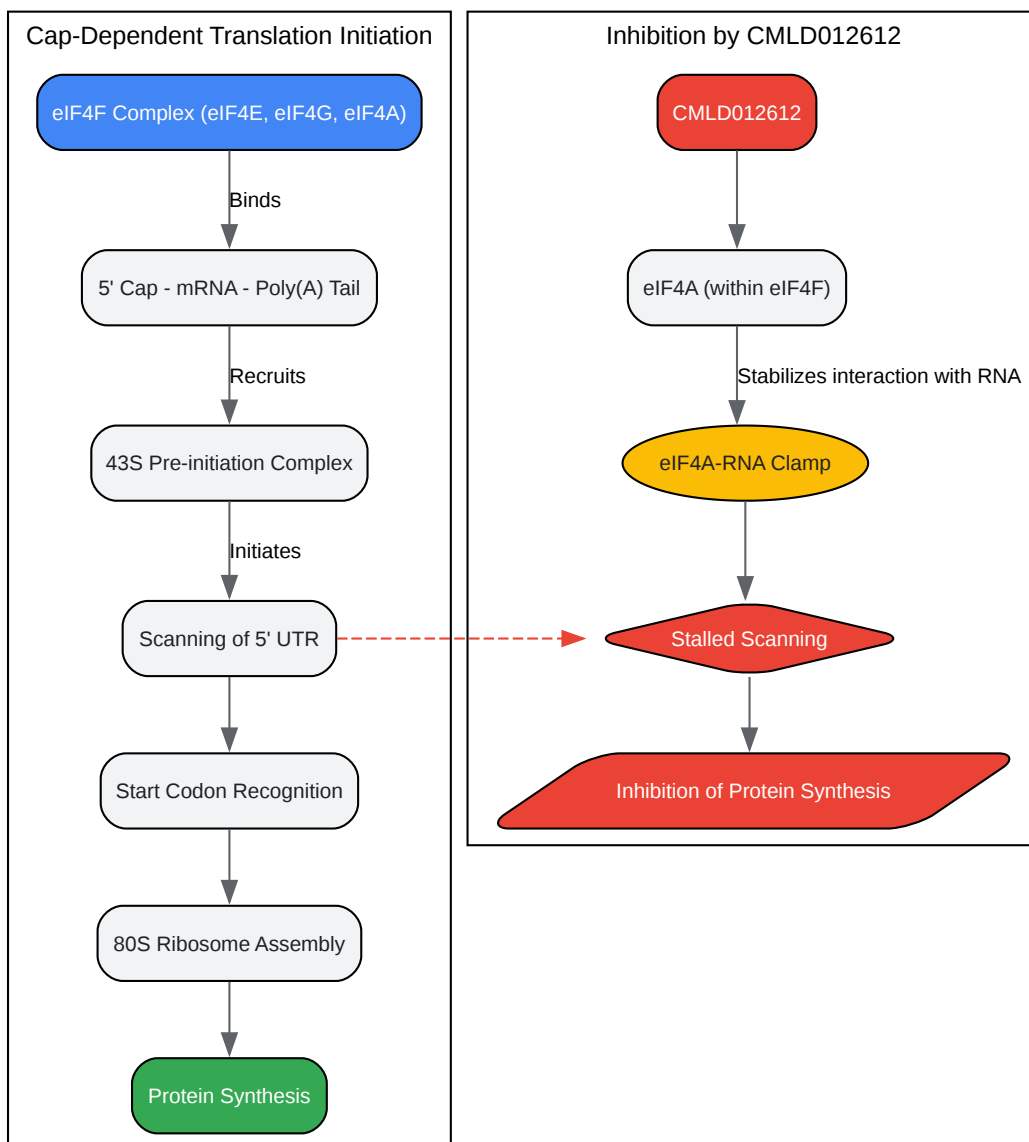 Cap-Dependent Translation Initiation
eIF4F Complex (eIF4E, eIF4G, eIF4A)
Binds
5' Cap - mRNA - Poly(A) Tail
Recruits
43S Pre-initiation Complex
Initiates
Scanning of 5' UTR
Start Codon Recognition
80S Ribosome Assembly
Protein Synthesis
Inhibition by CMLD012612
CMLD012612
eIF4A (within eIF4F)
Stabilizes interaction with RNA
eIF4A-RNA Clamp
Stalled Scanning
Inhibition of Protein Synthesis